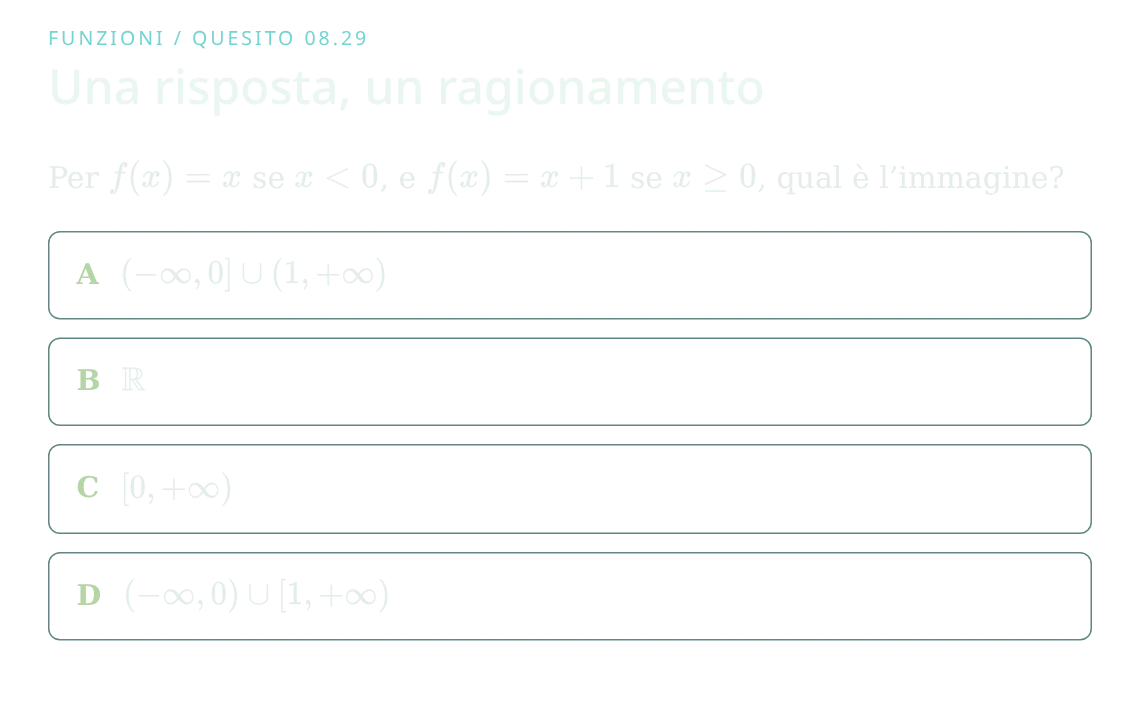 FUNZIONI / QUESITO 08.29
Una risposta, un ragionamento
Per f(x) = x se x < 0, e f(x) = x + 1 se x ≥ 0, qual è l’immagine?
A (−∞, 0] ∪ (1, +∞)
B ℝ
C [0, +∞)
D (−∞, 0) ∪ [1, +∞)